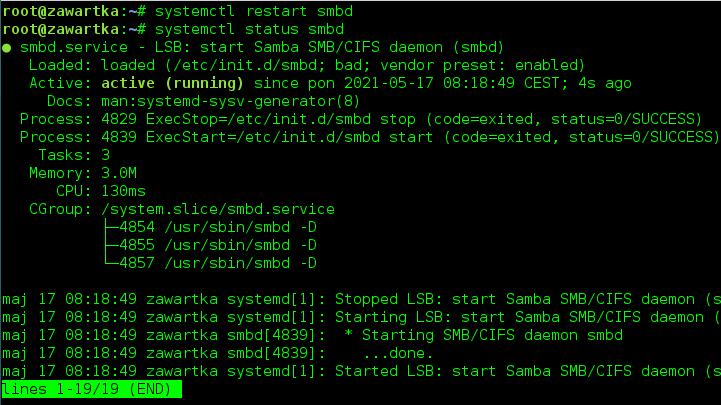 root@zawartka:~# systemctl restart smbd
root@zawartka:~# systemctl status smbd
● smbd.service - LSB: start Samba SMB/CIFS daemon (smbd)
   Loaded: loaded (/etc/init.d/smbd; bad; vendor preset: enabled)
   Active: active (running) since pon 2021-05-17 08:18:49 CEST; 4s ago
     Docs: man:systemd-sysv-generator(8)
  Process: 4829 ExecStop=/etc/init.d/smbd stop (code=exited, status=0/SUCCESS)
  Process: 4839 ExecStart=/etc/init.d/smbd start (code=exited, status=0/SUCCESS)
    Tasks: 3
   Memory: 3.0M
      CPU: 130ms
   CGroup: /system.slice/smbd.service
           ├─4854 /usr/sbin/smbd -D
           ├─4855 /usr/sbin/smbd -D
           └─4857 /usr/sbin/smbd -D

maj 17 08:18:49 zawartka systemd[1]: Stopped LSB: start Samba SMB/CIFS daemon (s
maj 17 08:18:49 zawartka systemd[1]: Starting LSB: start Samba SMB/CIFS daemon (
maj 17 08:18:49 zawartka smbd[4839]:  * Starting SMB/CIFS daemon smbd
maj 17 08:18:49 zawartka smbd[4839]:    ...done.
maj 17 08:18:49 zawartka systemd[1]: Started LSB: start Samba SMB/CIFS daemon (s
lines 1-19/19 (END)